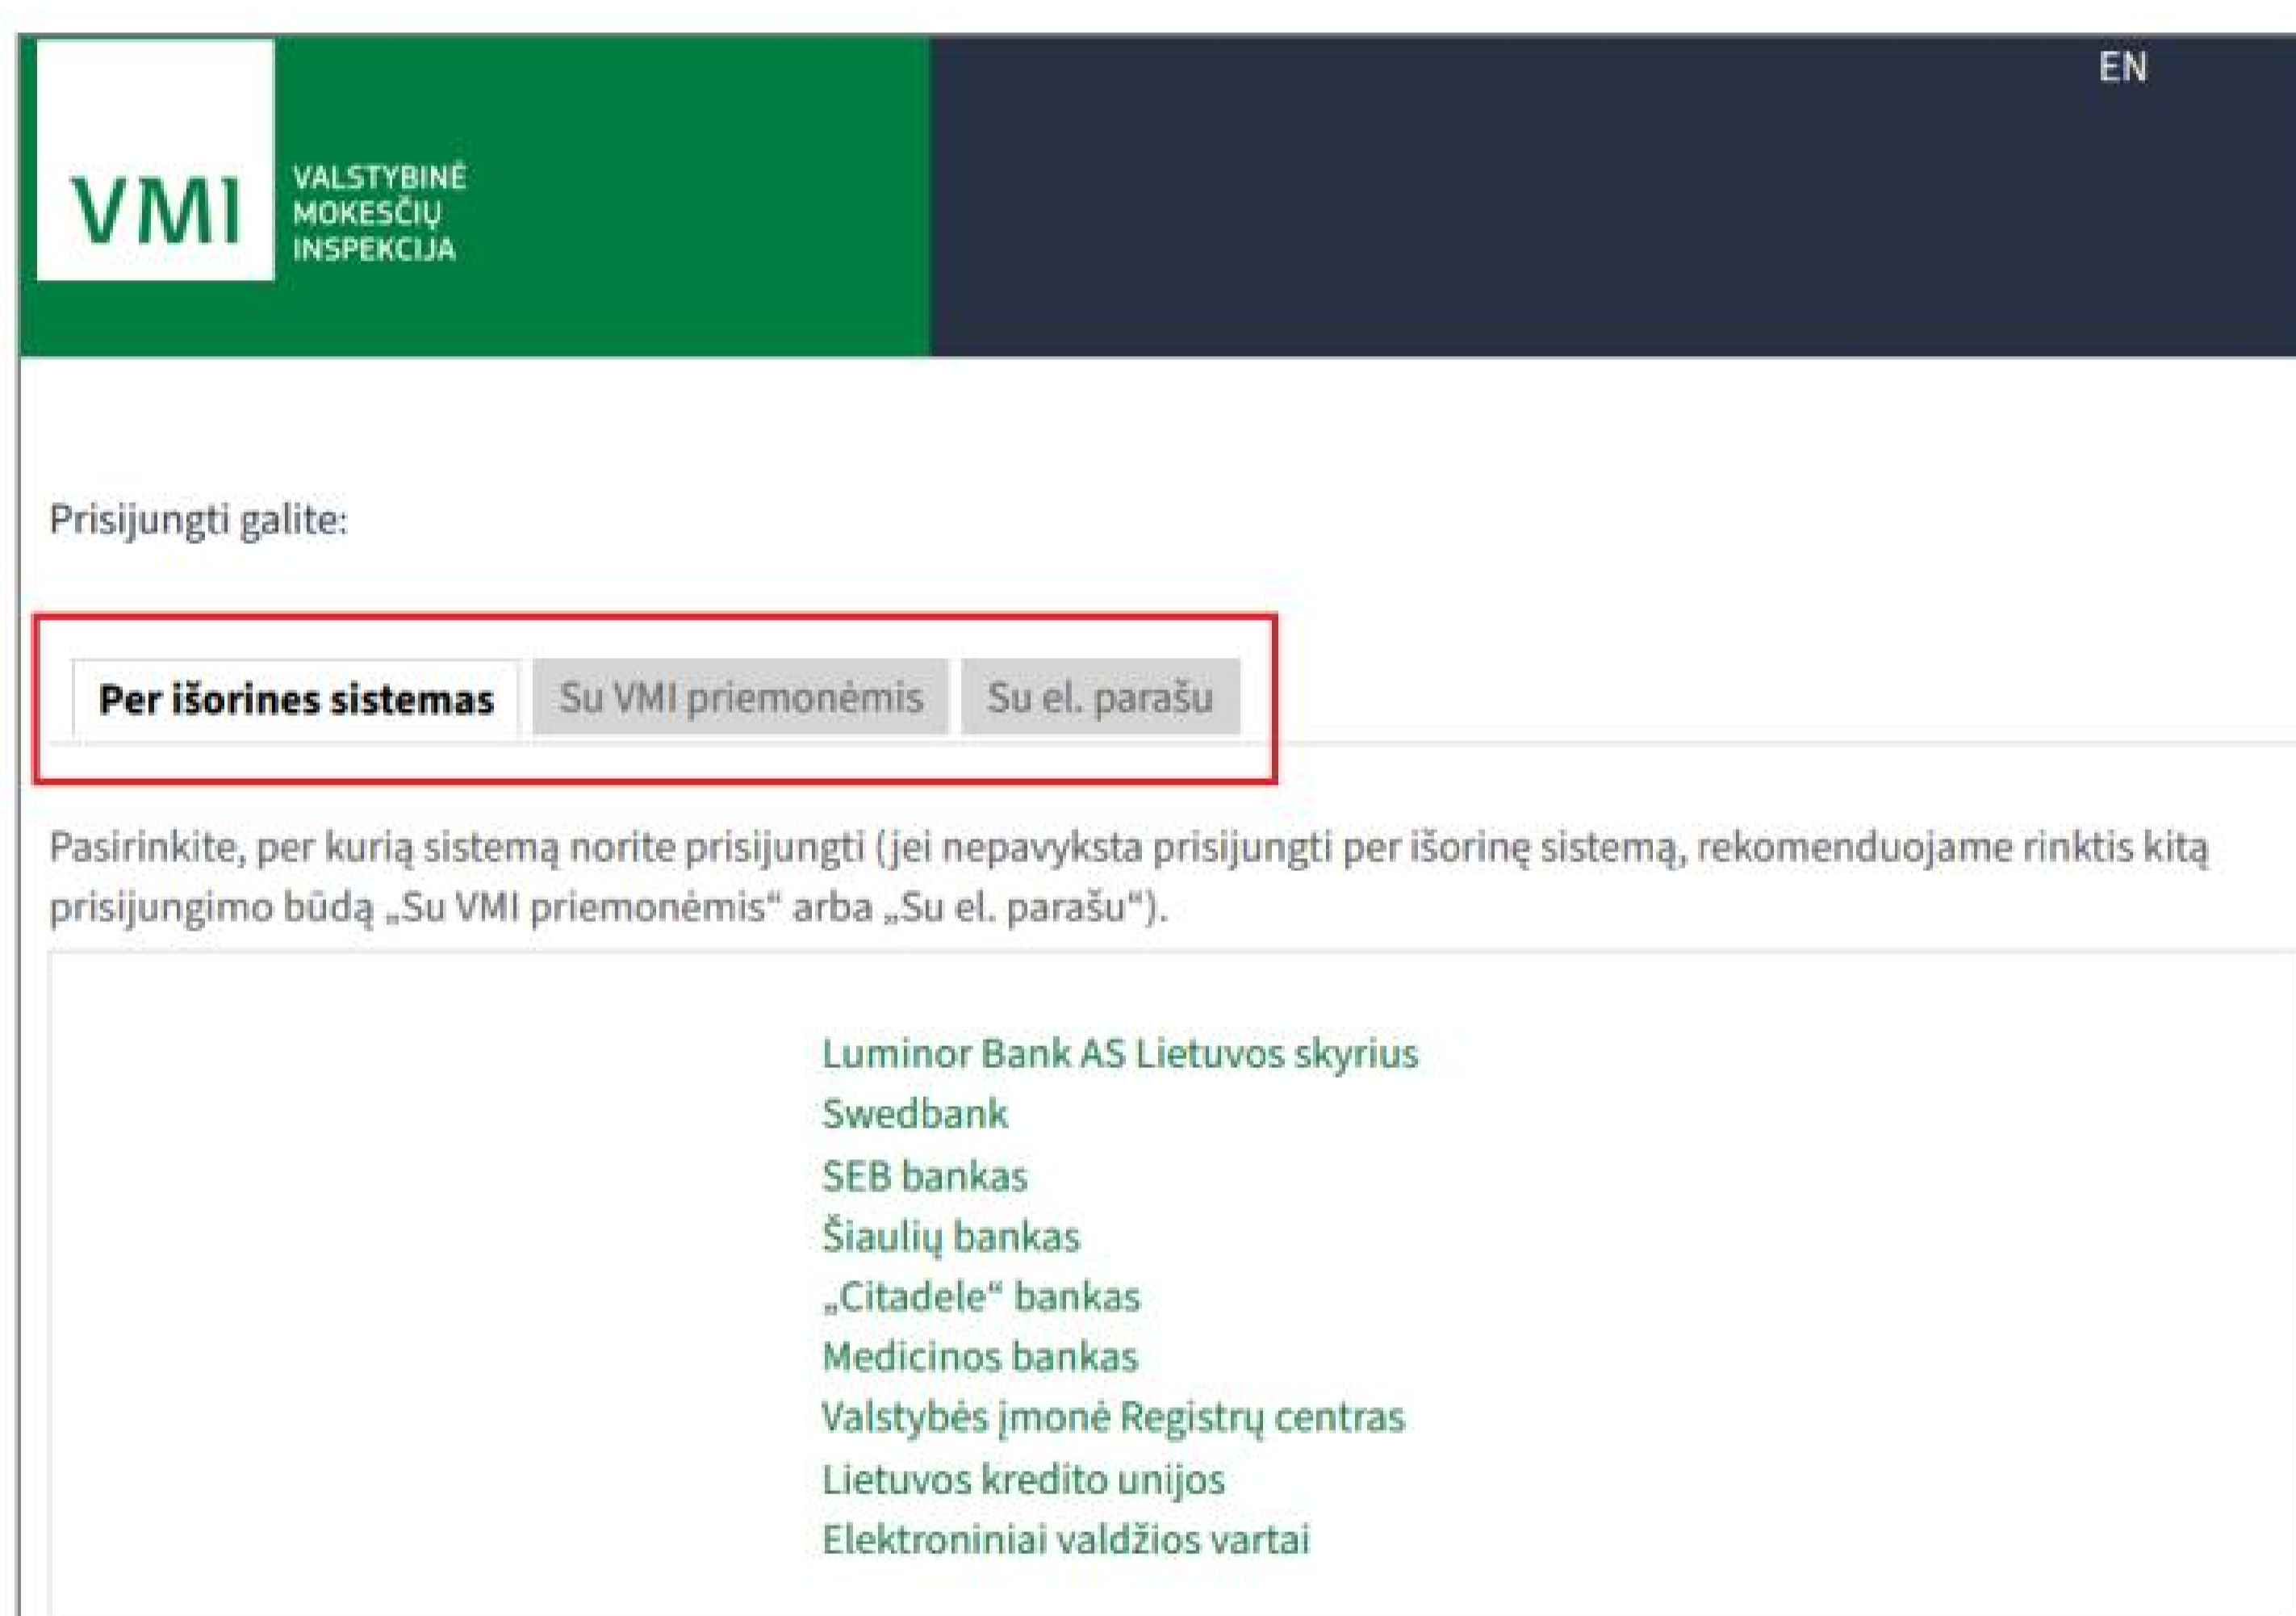 EN
VMI
VALSTYBINĖ
MOKESČIŲ
INSPEKCIJA
Prisijungti galite:
Per išorines sistemas Su VMI priemonėmis Su el. parašu
Pasirinkite, per kurią sistemą norite prisijungti (jei nepavyksta prisijungti per išorinę sistemą, rekomenduojame rinktis kitą
prisijungimo būdą „Su VMI priemonėmis“ arba „Su el. parašu“).
Luminor Bank AS Lietuvos skyrius
Swedbank
SEB bankas
Šiaulių bankas
„Citadele“ bankas
Medicinos bankas
Valstybės įmonė Registrų centras
Lietuvos kredito unijos
Elektroniniai valdžios vartai